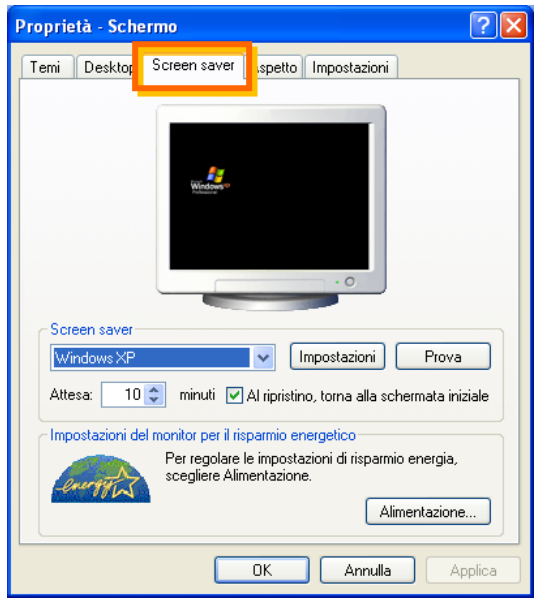 Proprietà - Schermo
Temi Desktop Screen saver Aspetto Impostazioni
Windows xp
Screen saver
Windows XP Impostazioni Prova
Attesa: 10 minuti Al ripristino, torna alla schermata iniziale
Impostazioni del monitor per il risparmio energetico
Per regolare le impostazioni di risparmio energia,
scegliere Alimentazione.
energy
Alimentazione...
OK Annulla Applica